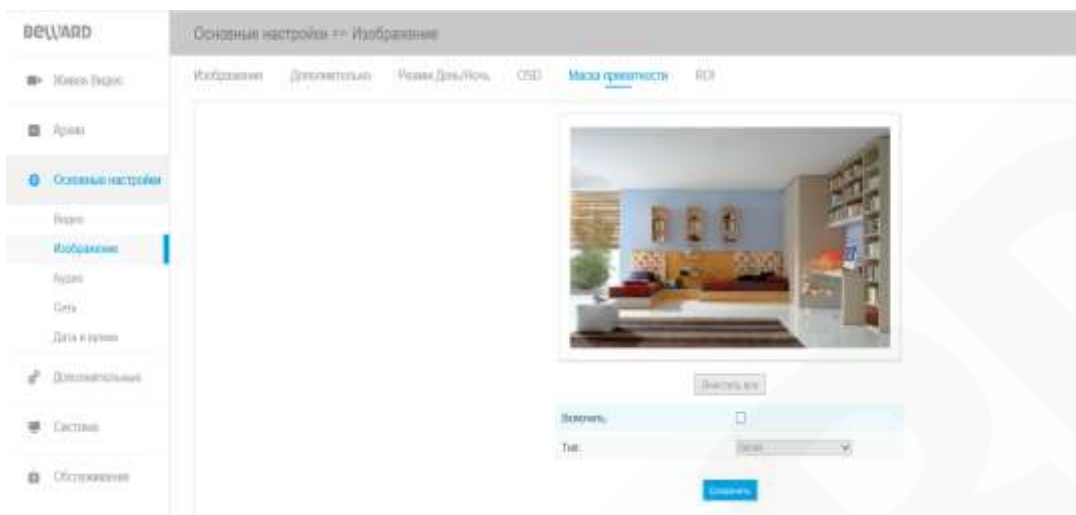 BEWARD
Основные настройки >> Изображение
Изображение Дополнительно Режим День/Ночь OSD Маска приватности ROI
Живое Видео
Архив
Основные настройки
Видео
Изображение
Аудио
Сеть
Дата и время
Дополнительные
Система
Обслуживание
Очистить все
Включить:
Тип:
Сохранить